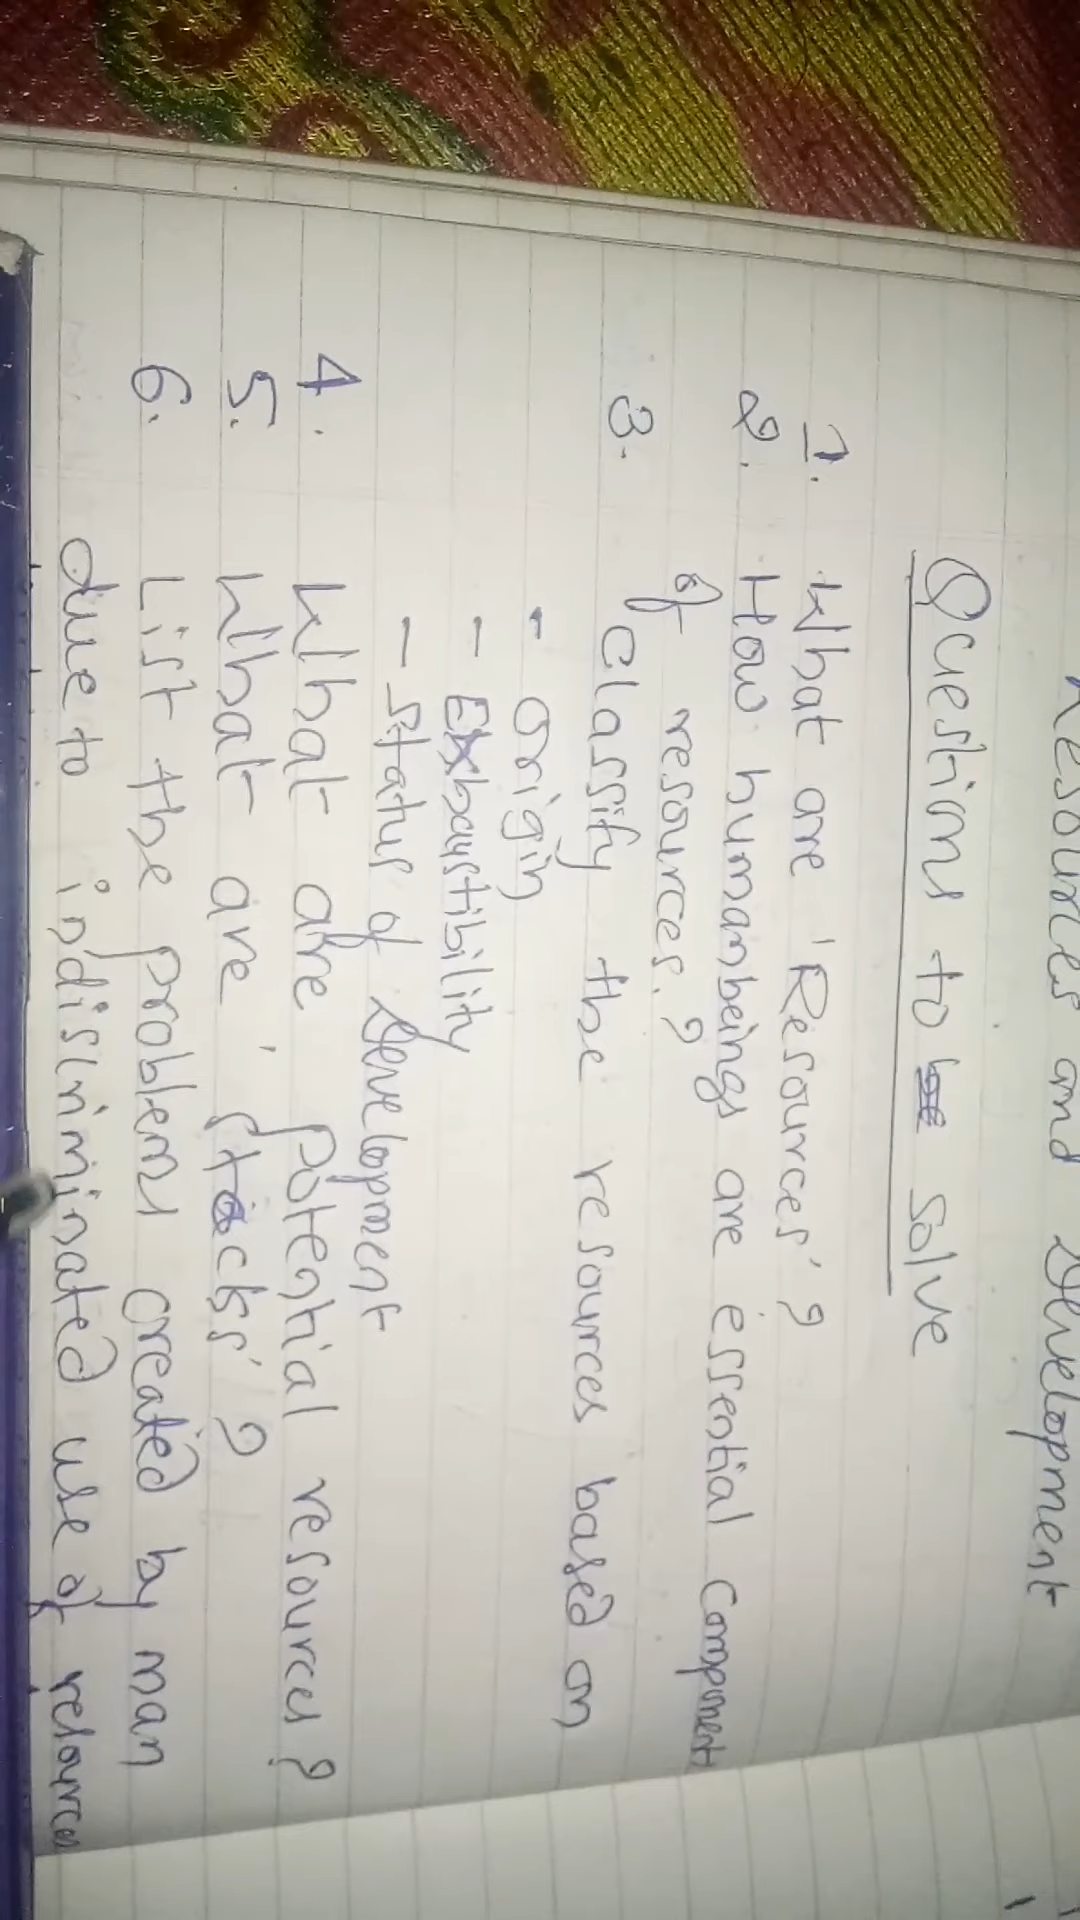 Resources and Development
Questions to solve
1. What are 'Resources'?
2. How humanbeings are essential component
of resources.?
3. Classify the resources based on
- Origin
- Exhaustibility
- Status of Development
4. What are potential resources?
5. What are 'Stocks'?
6. List the problems created by man
due to indiscriminated use of resources